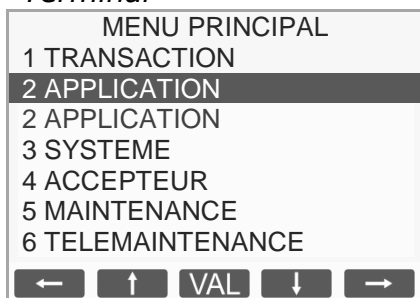 Terminal
MENU PRINCIPAL
1 TRANSACTION
2 APPLICATION
2 APPLICATION
3 SYSTEME
4 ACCEPTEUR
5 MAINTENANCE
6 TELEMAINTENANCE
← ↑ VAL ↓ →